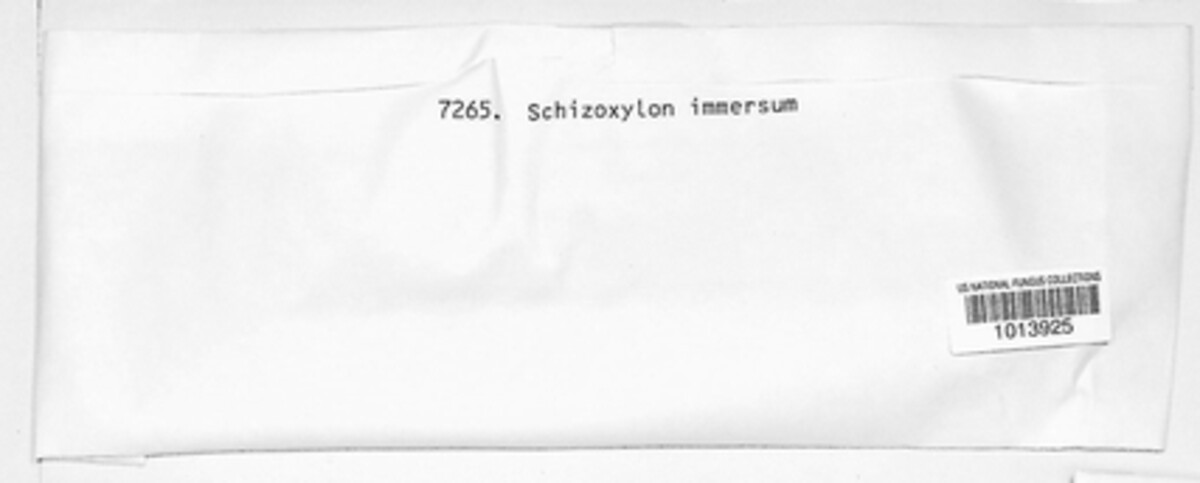 7265. Schizoxylon immersum
US NATIONAL FUNGUS COLLECTIONS
1013925